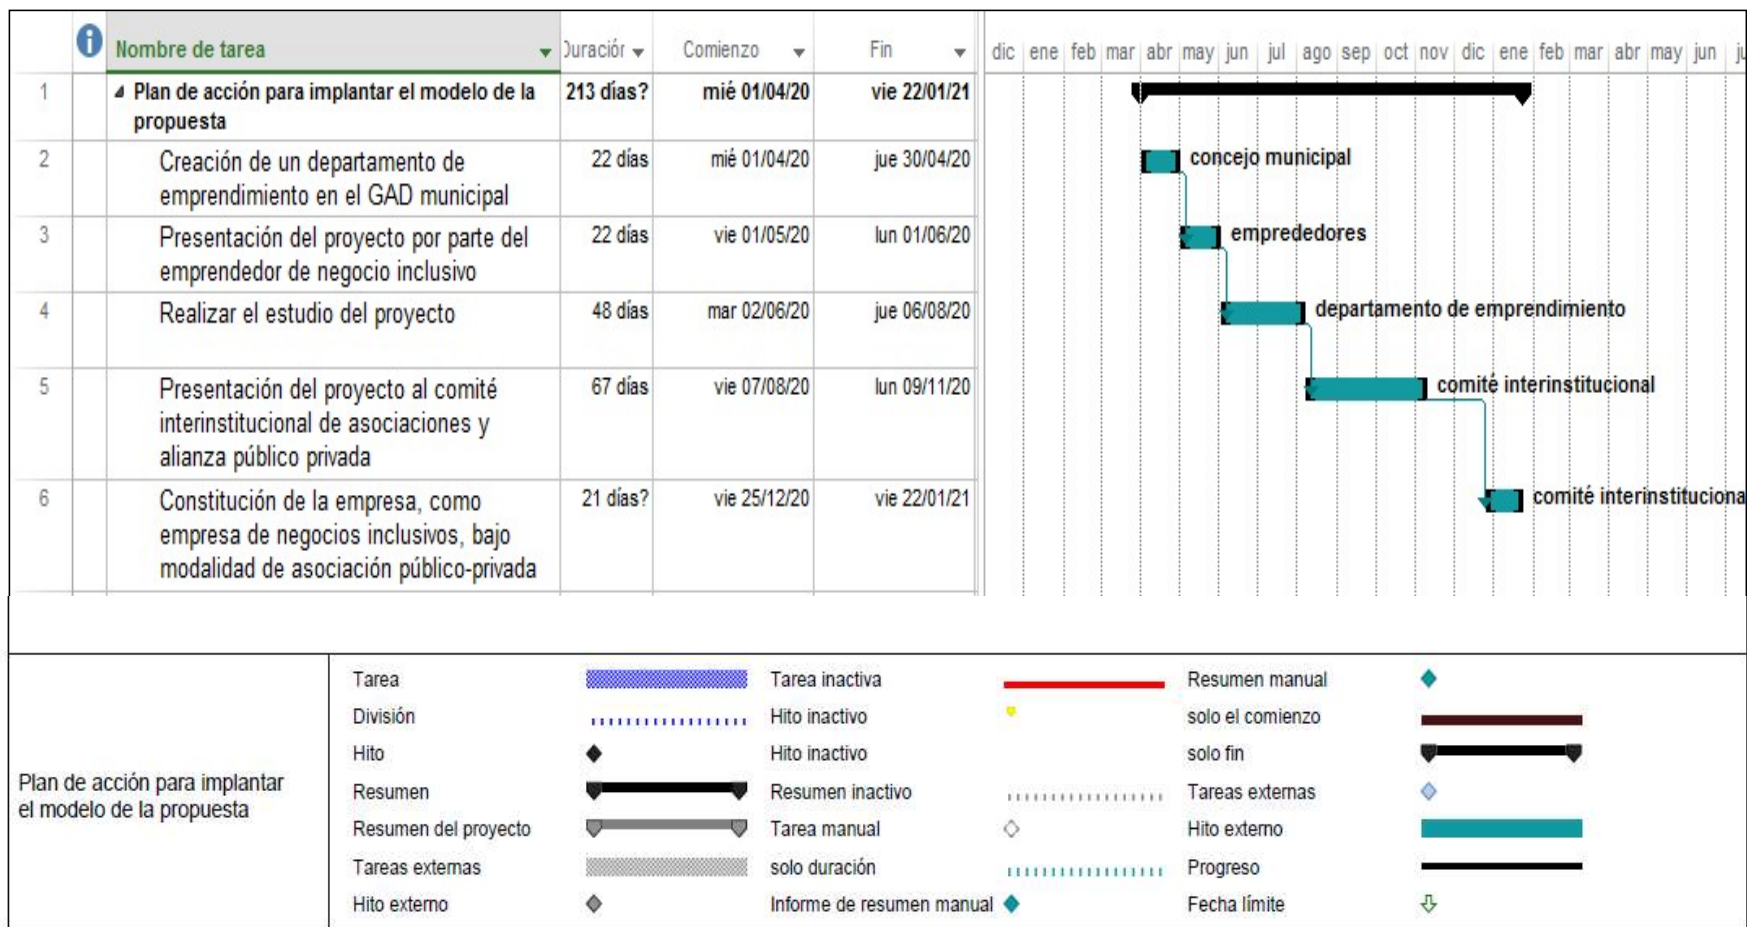 Nombre de tarea Duración Comienzo Fin dic ene feb mar abr may jun jul ago sep oct nov dic ene feb mar abr may jun
1 Plan de acción para implantar el modelo de la 213 días? mié 01/04/20 vie 22/01/21
propuesta
2 Creación de un departamento de 22 días mié 01/04/20 jue 30/04/20 concejo municipal
emprendimiento en el GAD municipal
3 Presentación del proyecto por parte del 22 días vie 01/05/20 lun 01/06/20 emprededores
emprendedor de negocio inclusivo
4 Realizar el estudio del proyecto 48 días mar 02/06/20 jue 06/08/20 departamento de emprendimiento
5 Presentación del proyecto al comité 67 días vie 07/08/20 lun 09/11/20 comité interinstitucional
interinstitucional de asociaciones y
alianza público privada
6 Constitución de la empresa, como 21 días? vie 25/12/20 vie 22/01/21 comité interinstituciona
empresa de negocios inclusivos, bajo
modalidad de asociación público-privada
Plan de acción para implantar
el modelo de la propuesta
Tarea Tarea inactiva Resumen manual
División Hito inactivo solo el comienzo
Hito Hito inactivo solo fin
Resumen Resumen inactivo Tareas externas
Resumen del proyecto Tarea manual Hito externo
Tareas externas solo duración Progreso
Hito externo Informe de resumen manual Fecha límite